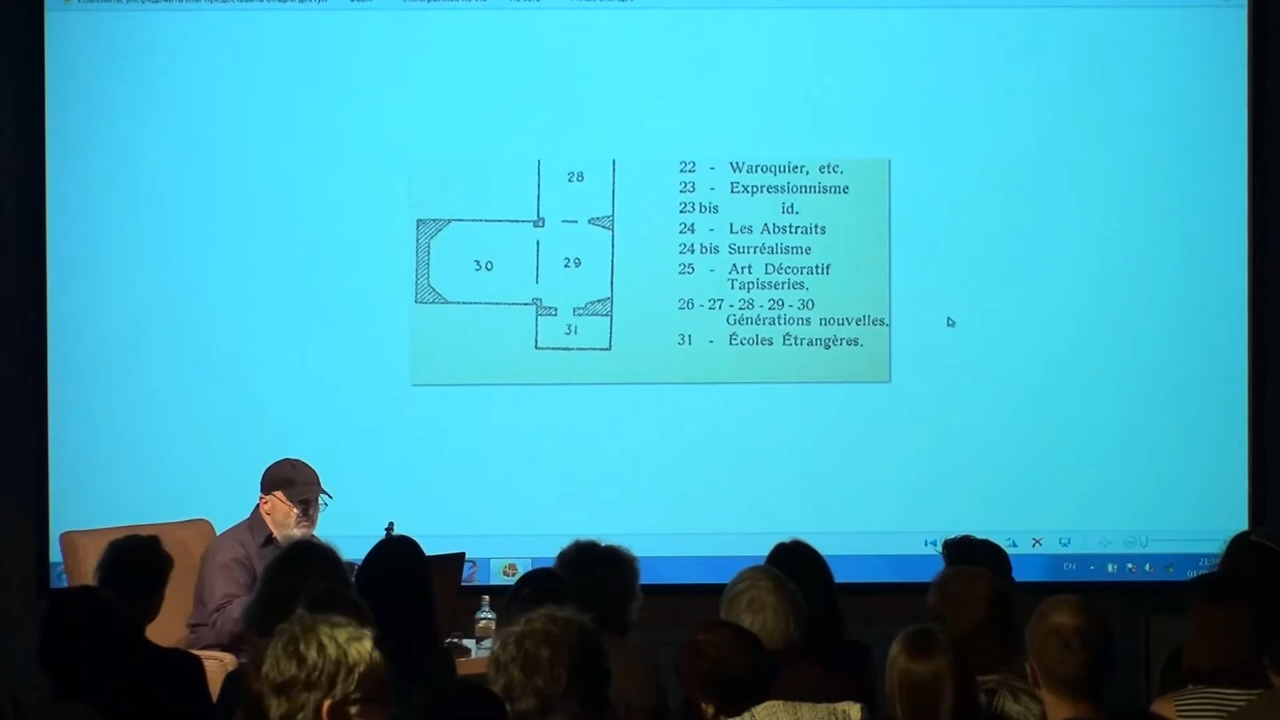 28
30
29
31
22 - Waroquier, etc.
23 - Expressionnisme
23 bis id.
24 - Les Abstraits
24 bis Surréalisme
25 - Art Décoratif
Tapisseries.
26 - 27 - 28 - 29 - 30
Générations nouvelles.
31 - Écoles Étrangères.
EN